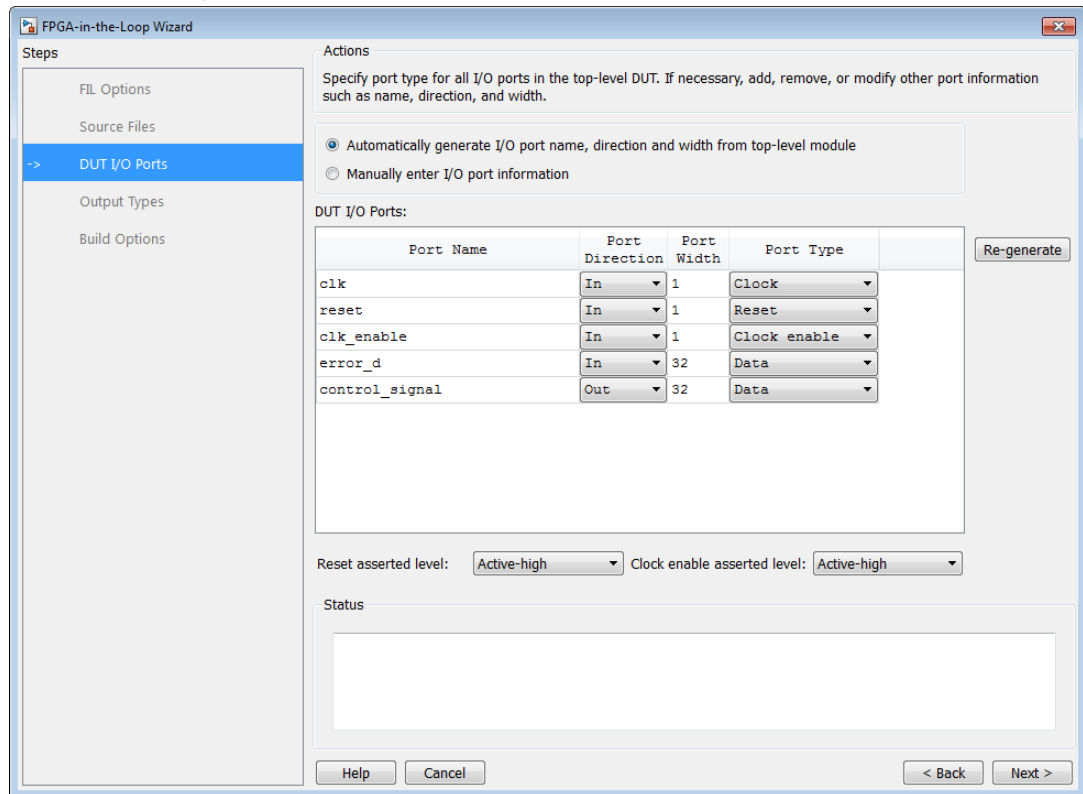 FPGA-in-the-Loop Wizard
Steps
FIL Options
Source Files
-> DUT I/O Ports
Output Types
Build Options
Actions
Specify port type for all I/O ports in the top-level DUT. If necessary, add, remove, or modify other port information
such as name, direction, and width.
Automatically generate I/O port name, direction and width from top-level module
Manually enter I/O port information
DUT I/O Ports:
Port Name Port Direction Port Width Port Type
clk In 1 Clock
reset In 1 Reset
clk_enable In 1 Clock enable
error_d In 32 Data
control_signal Out 32 Data
Re-generate
Reset asserted level: Active-high Clock enable asserted level: Active-high
Status
Help Cancel < Back Next >